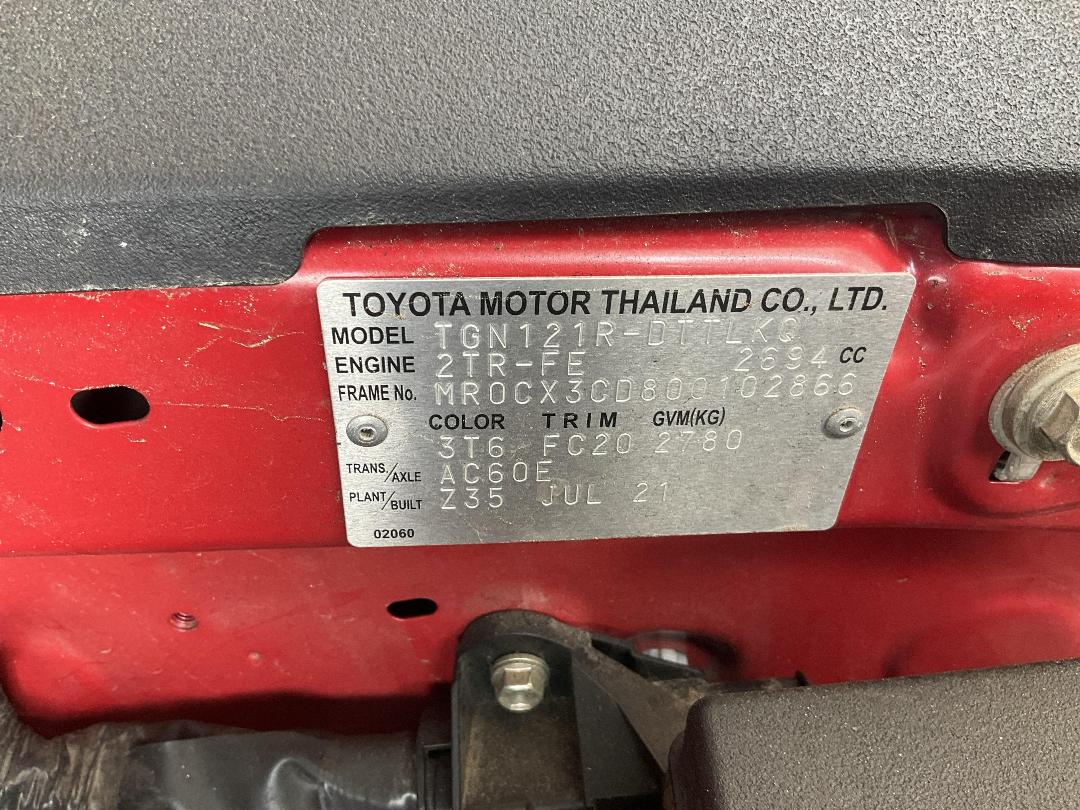 TOYOTA MOTOR THAILAND CO., LTD.
MODEL TGN121R-DTTLKQ
ENGINE 2TR-FE 2694 CC
FRAME No. MR0CX3CD800102866
COLOR TRIM GVM(KG)
3T6 FC20 2780
TRANS./AXLE AC60E
PLANT/BUILT Z35 JUL 21
02060